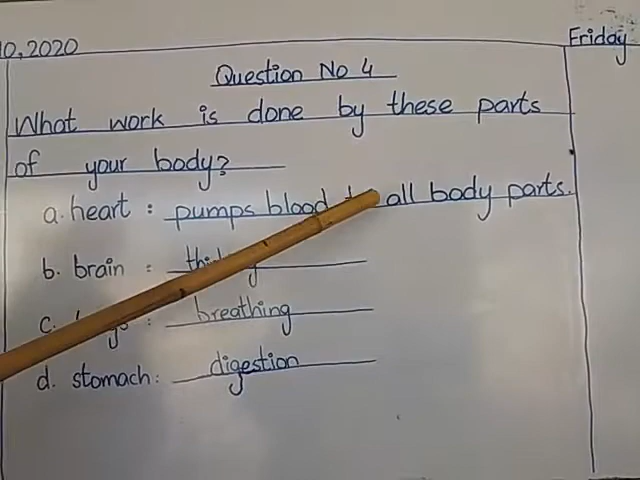 10,2020
Friday
Question No 4
What work is done by these parts
of your body?
a. heart : pumps blood all body parts.
b. brain :
c. : breathing
d. stomach: digestion